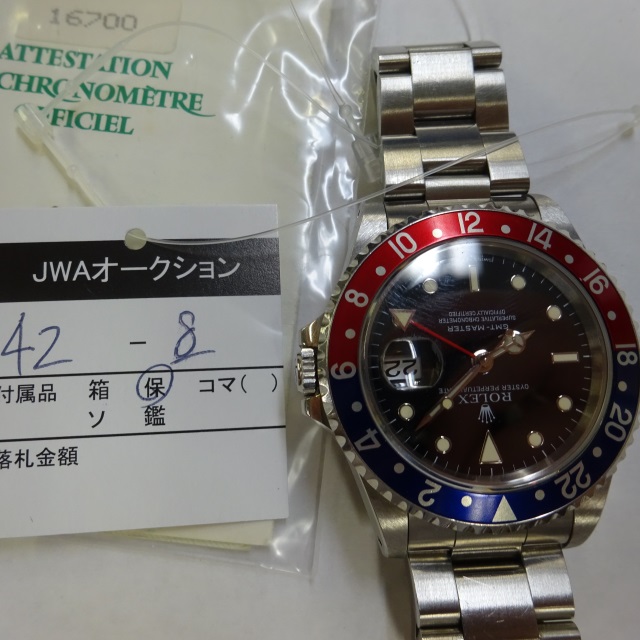 16700
ATTESTATION
CHRONOMÈTRE
OFFICIEL
JWAオークション
42 - 8
付属品 箱 保 コマ( )
ソ 鑑
落札金額
ROLEX
OYSTER PERPETUAL DATE
GMT-MASTER
SUPERLATIVE CHRONOMETER
OFFICIALLY CERTIFIED
2 4 6 8 10 12 14 16 18 20 22